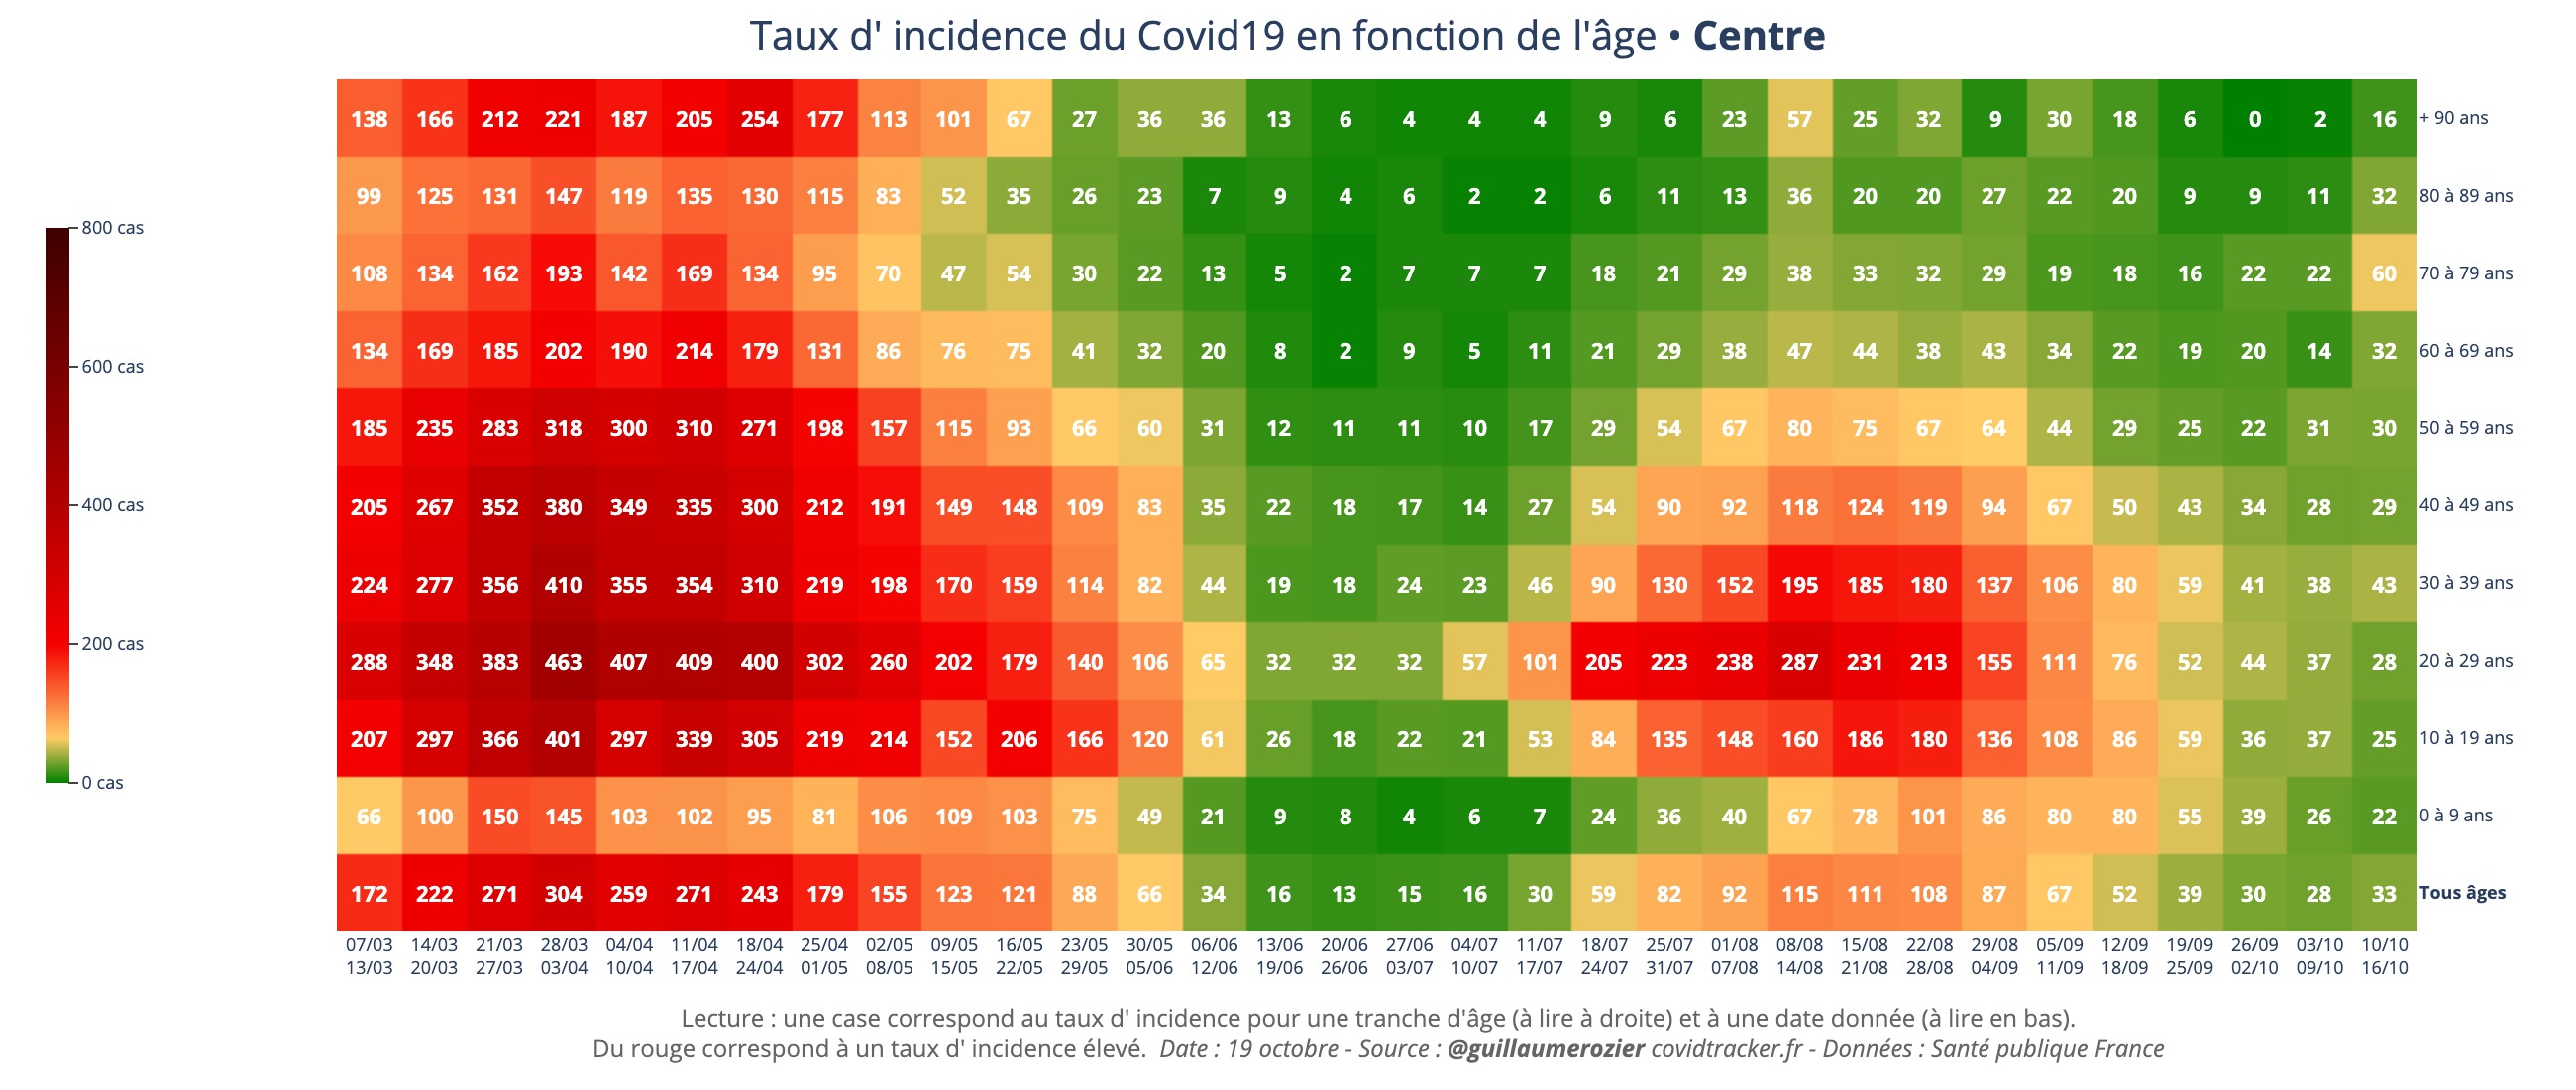 Taux d' incidence du Covid19 en fonction de l'âge • Centre
138 166 212 221 187 205 254 177 113 101 67 27 36 36 13 6 4 4 4 9 6 23 57 25 32 9 30 18 6 0 2 16 + 90 ans
99 125 131 147 119 135 130 115 83 52 35 26 23 7 9 4 6 2 2 6 11 13 36 20 20 27 22 20 9 9 11 32 80 à 89 ans
800 cas
108 134 162 193 142 169 134 95 70 47 54 30 22 13 5 2 7 7 7 18 21 29 38 33 32 29 19 18 16 22 22 60 70 à 79 ans
134 169 185 202 190 214 179 131 86 76 75 41 32 20 8 2 9 5 11 21 29 38 47 44 38 43 34 22 19 20 14 32 60 à 69 ans
600 cas
185 235 283 318 300 310 271 198 157 115 93 66 60 31 12 11 11 10 17 29 54 67 80 75 67 64 44 29 25 22 31 30 50 à 59 ans
400 cas
205 267 352 380 349 335 300 212 191 149 148 109 83 35 22 18 17 14 27 54 90 92 118 124 119 94 67 50 43 34 28 29 40 à 49 ans
224 277 356 410 355 354 310 219 198 170 159 114 82 44 19 18 24 23 46 90 130 152 195 185 180 137 106 80 59 41 38 43 30 à 39 ans
200 cas
288 348 383 463 407 409 400 302 260 202 179 140 106 65 32 32 32 57 101 205 223 238 287 231 213 155 111 76 52 44 37 28 20 à 29 ans
207 297 366 401 297 339 305 219 214 152 206 166 120 61 26 18 22 21 53 84 135 148 160 186 180 136 108 86 59 36 37 25 10 à 19 ans
0 cas
66 100 150 145 103 102 95 81 106 109 103 75 49 21 9 8 4 6 7 24 36 40 67 78 101 86 80 80 55 39 26 22 0 à 9 ans
172 222 271 304 259 271 243 179 155 123 121 88 66 34 16 13 15 16 30 59 82 92 115 111 108 87 67 52 39 30 28 33 Tous âges
07/03 14/03 21/03 28/03 04/04 11/04 18/04 25/04 02/05 09/05 16/05 23/05 30/05 06/06 13/06 20/06 27/06 04/07 11/07 18/07 25/07 01/08 08/08 15/08 22/08 29/08 05/09 12/09 19/09 26/09 03/10 10/10
13/03 20/03 27/03 03/04 10/04 17/04 24/04 01/05 08/05 15/05 22/05 29/05 05/06 12/06 19/06 26/06 03/07 10/07 17/07 24/07 31/07 07/08 14/08 21/08 28/08 04/09 11/09 18/09 25/09 02/10 09/10 16/10
Lecture : une case correspond au taux d' incidence pour une tranche d'âge (à lire à droite) et à une date donnée (à lire en bas).
Du rouge correspond à un taux d' incidence élevé. Date : 19 octobre - Source : @guillaumerozier covidtracker.fr - Données : Santé publique France